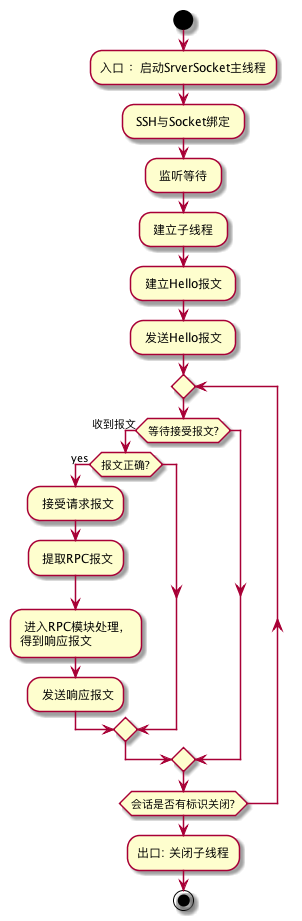 入口 : 启动SrverSocket主线程
SSH与Socket绑定
监听等待
建立子线程
建立Hello报文
发送Hello报文
收到报文
等待接受报文?
yes
报文正确?
接受请求报文
提取RPC报文
进入RPC模块处理,
得到响应报文
发送响应报文
会话是否有标识关闭?
出口: 关闭子线程